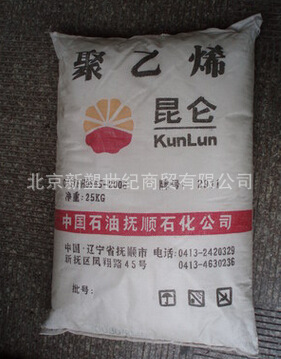 聚乙烯
昆仑
KunLun
北京新塑世纪商贸有限公司
净重:25KG
中国石油抚顺石化公司
中国·辽宁省抚顺市 电话:0413-2420329
新抚区凤翔路45号 0413-4630236
批号: